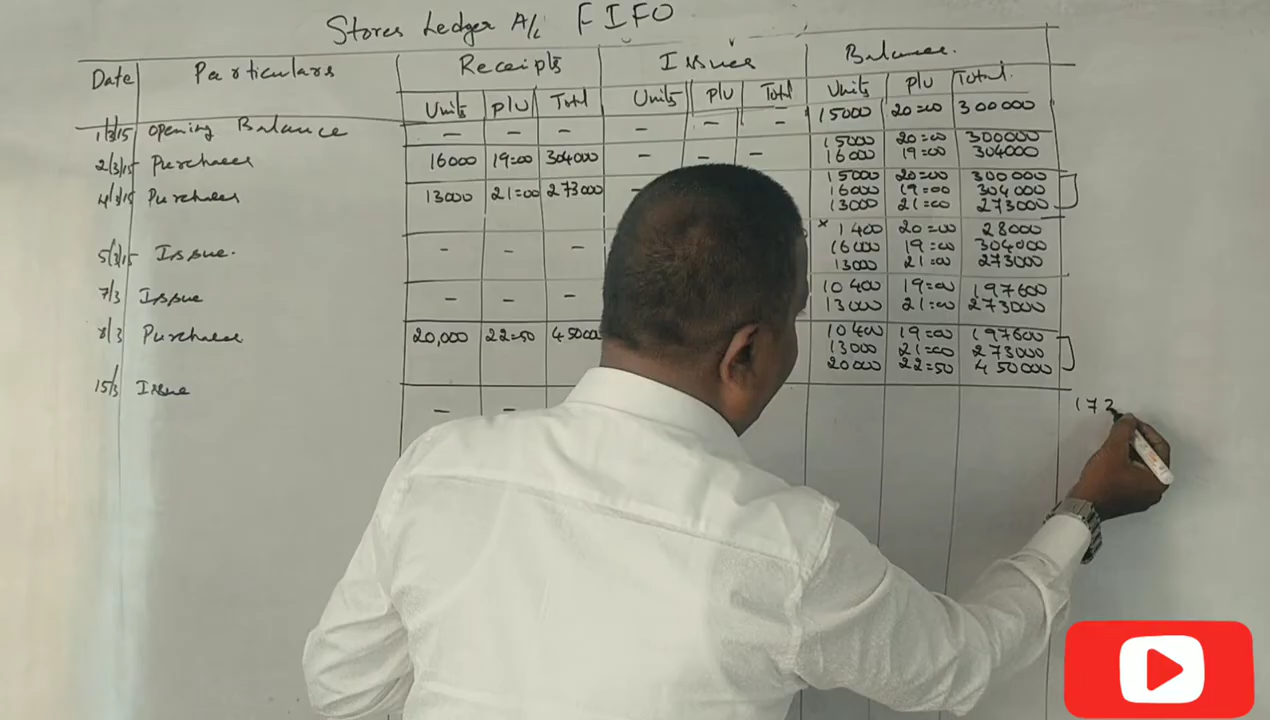 Stores Ledger A/c FIFO
Date Particulars Receipts Issues Balance.
Units P/U Total Units P/U Total Units P/U Total
1/3/15 opening Balance — — — — — — 15000 20=00 300000
2/3/15 Purchases 16000 19=00 304000 — — — 15000 20=00 300000
16000 19=00 304000
4/3/15 Purchases 13000 21=00 273000 — 15000 20=00 300000
16000 19=00 304000
13000 21=00 273000
5/3/15 Issue. — — * 1400 20=00 28000
16000 19=00 304000
13000 21=00 273000
7/3 Issue — — — 10400 19=00 197600
13000 21=00 273000
8/3 Purchases 20,000 22=50 45000 10400 19=00 197600
13000 21=00 273000
20000 22=50 450000
15/3 Issue — —
172